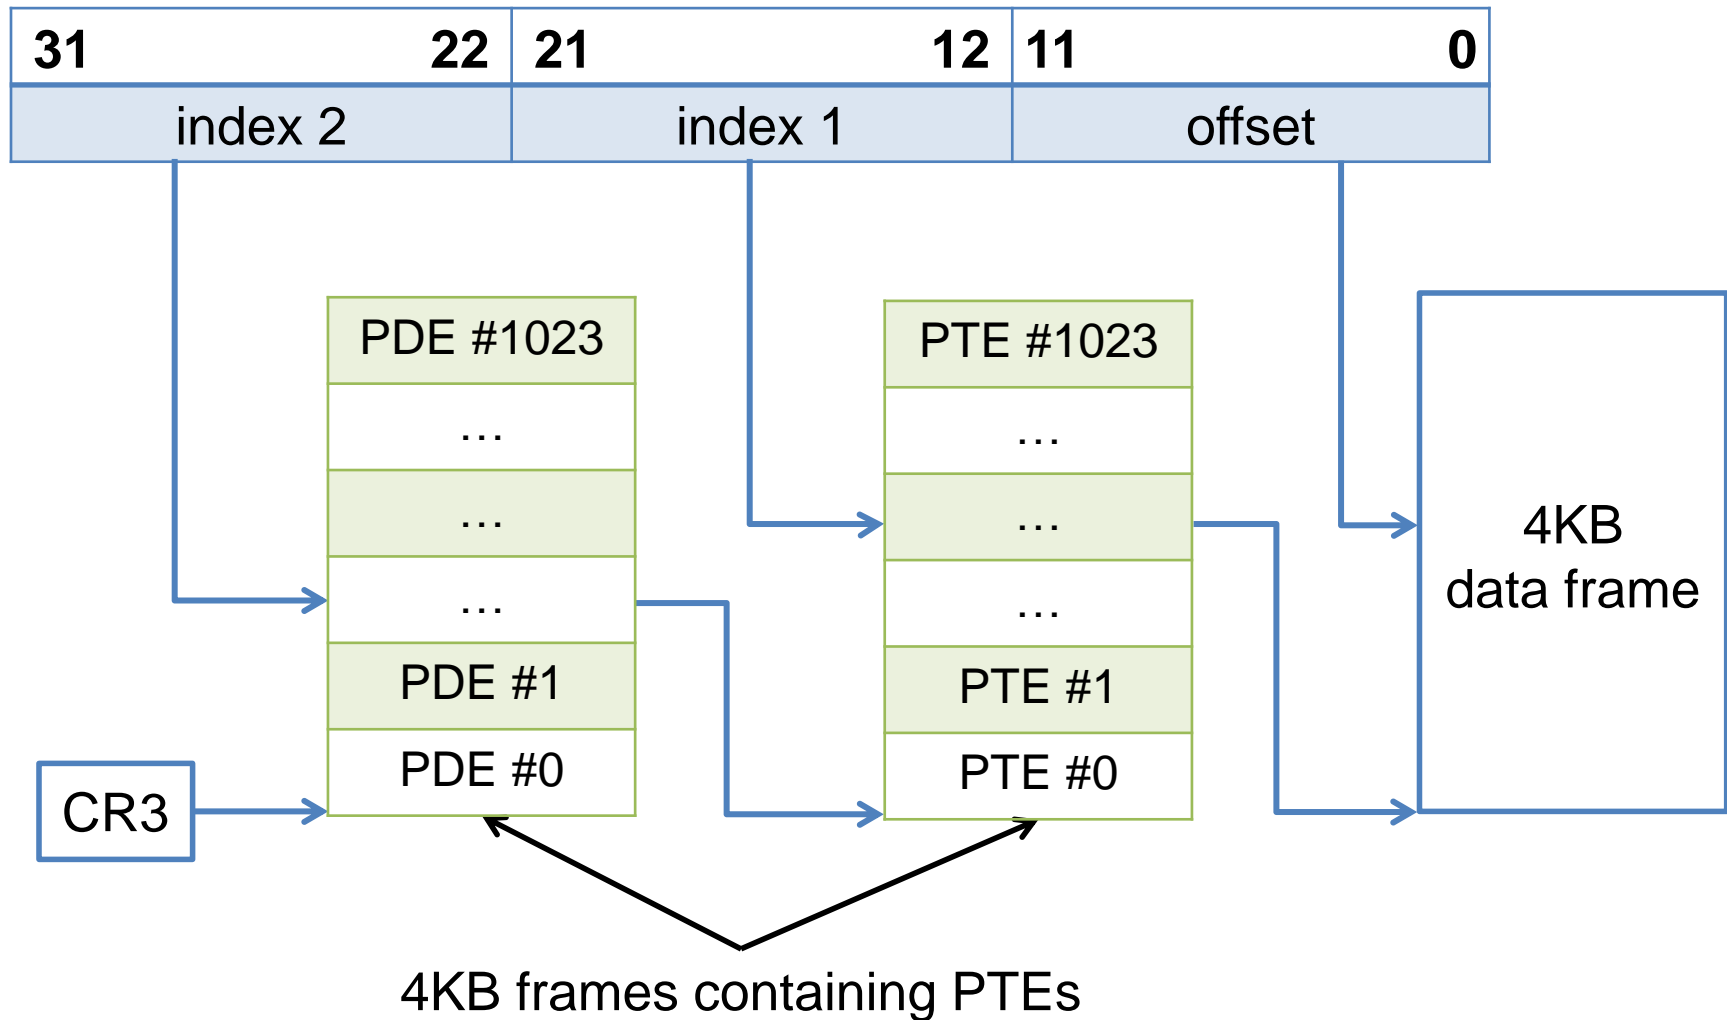 31 22 21 12 11 0
index 2 index 1 offset
PDE #1023
…
…
…
PDE #1
PDE #0
PTE #1023
…
…
…
PTE #1
PTE #0
4KB
data frame
CR3
4KB frames containing PTEs